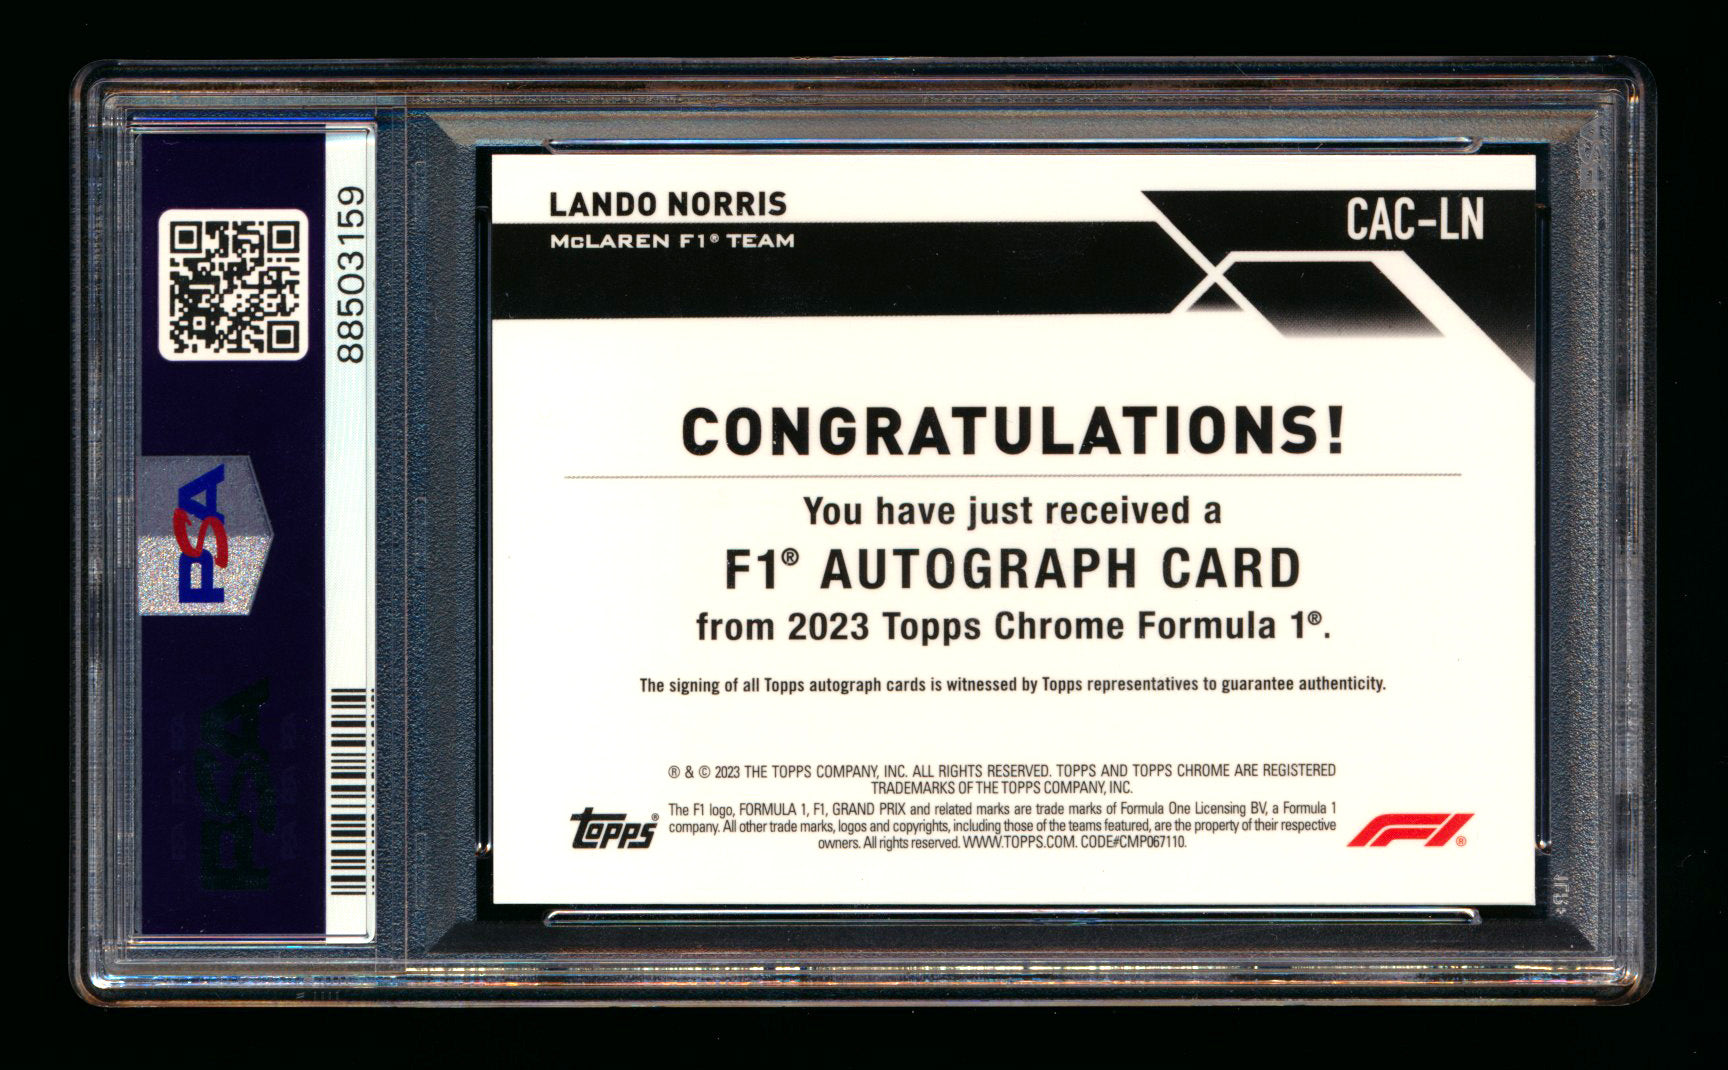 LANDO NORRIS
McLAREN F1® TEAM
CAC-LN
CONGRATULATIONS!
You have just received a
F1® AUTOGRAPH CARD
from 2023 Topps Chrome Formula 1®.
The signing of all Topps autograph cards is witnessed by Topps representatives to guarantee authenticity.
® & © 2023 THE TOPPS COMPANY, INC. ALL RIGHTS RESERVED. TOPPS AND TOPPS CHROME ARE REGISTERED
TRADEMARKS OF THE TOPPS COMPANY, INC.
The F1 logo, FORMULA 1, F1, GRAND PRIX and related marks are trade marks of Formula One Licensing BV, a Formula 1
company. All other trade marks, logos and copyrights, including those of the teams featured, are the property of their respective
owners. All rights reserved. WWW.TOPPS.COM. CODE#CMP067110.
topps®
F1®
88503159
PSA
PSA